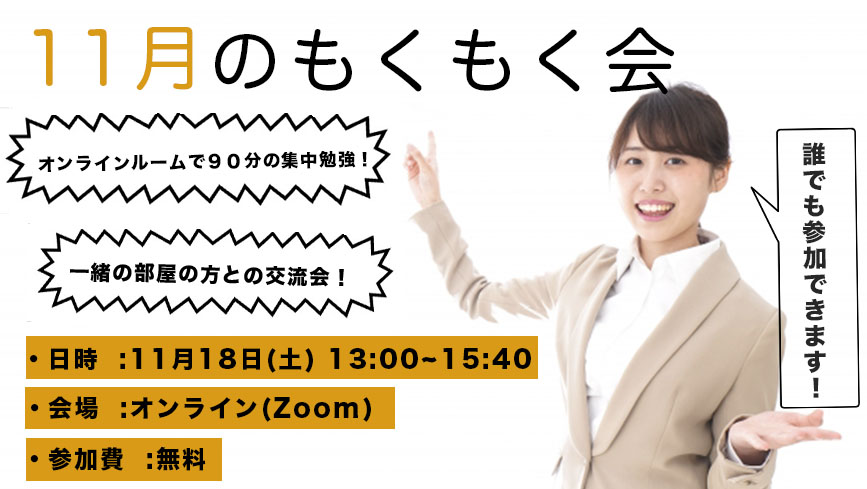 11月のもくもく会
オンラインルームで９０分の集中勉強！
一緒の部屋の方との交流会！
誰でも参加できます！
・日時 :11月18日(土) 13:00~15:40
・会場 :オンライン(Zoom)
・参加費 :無料